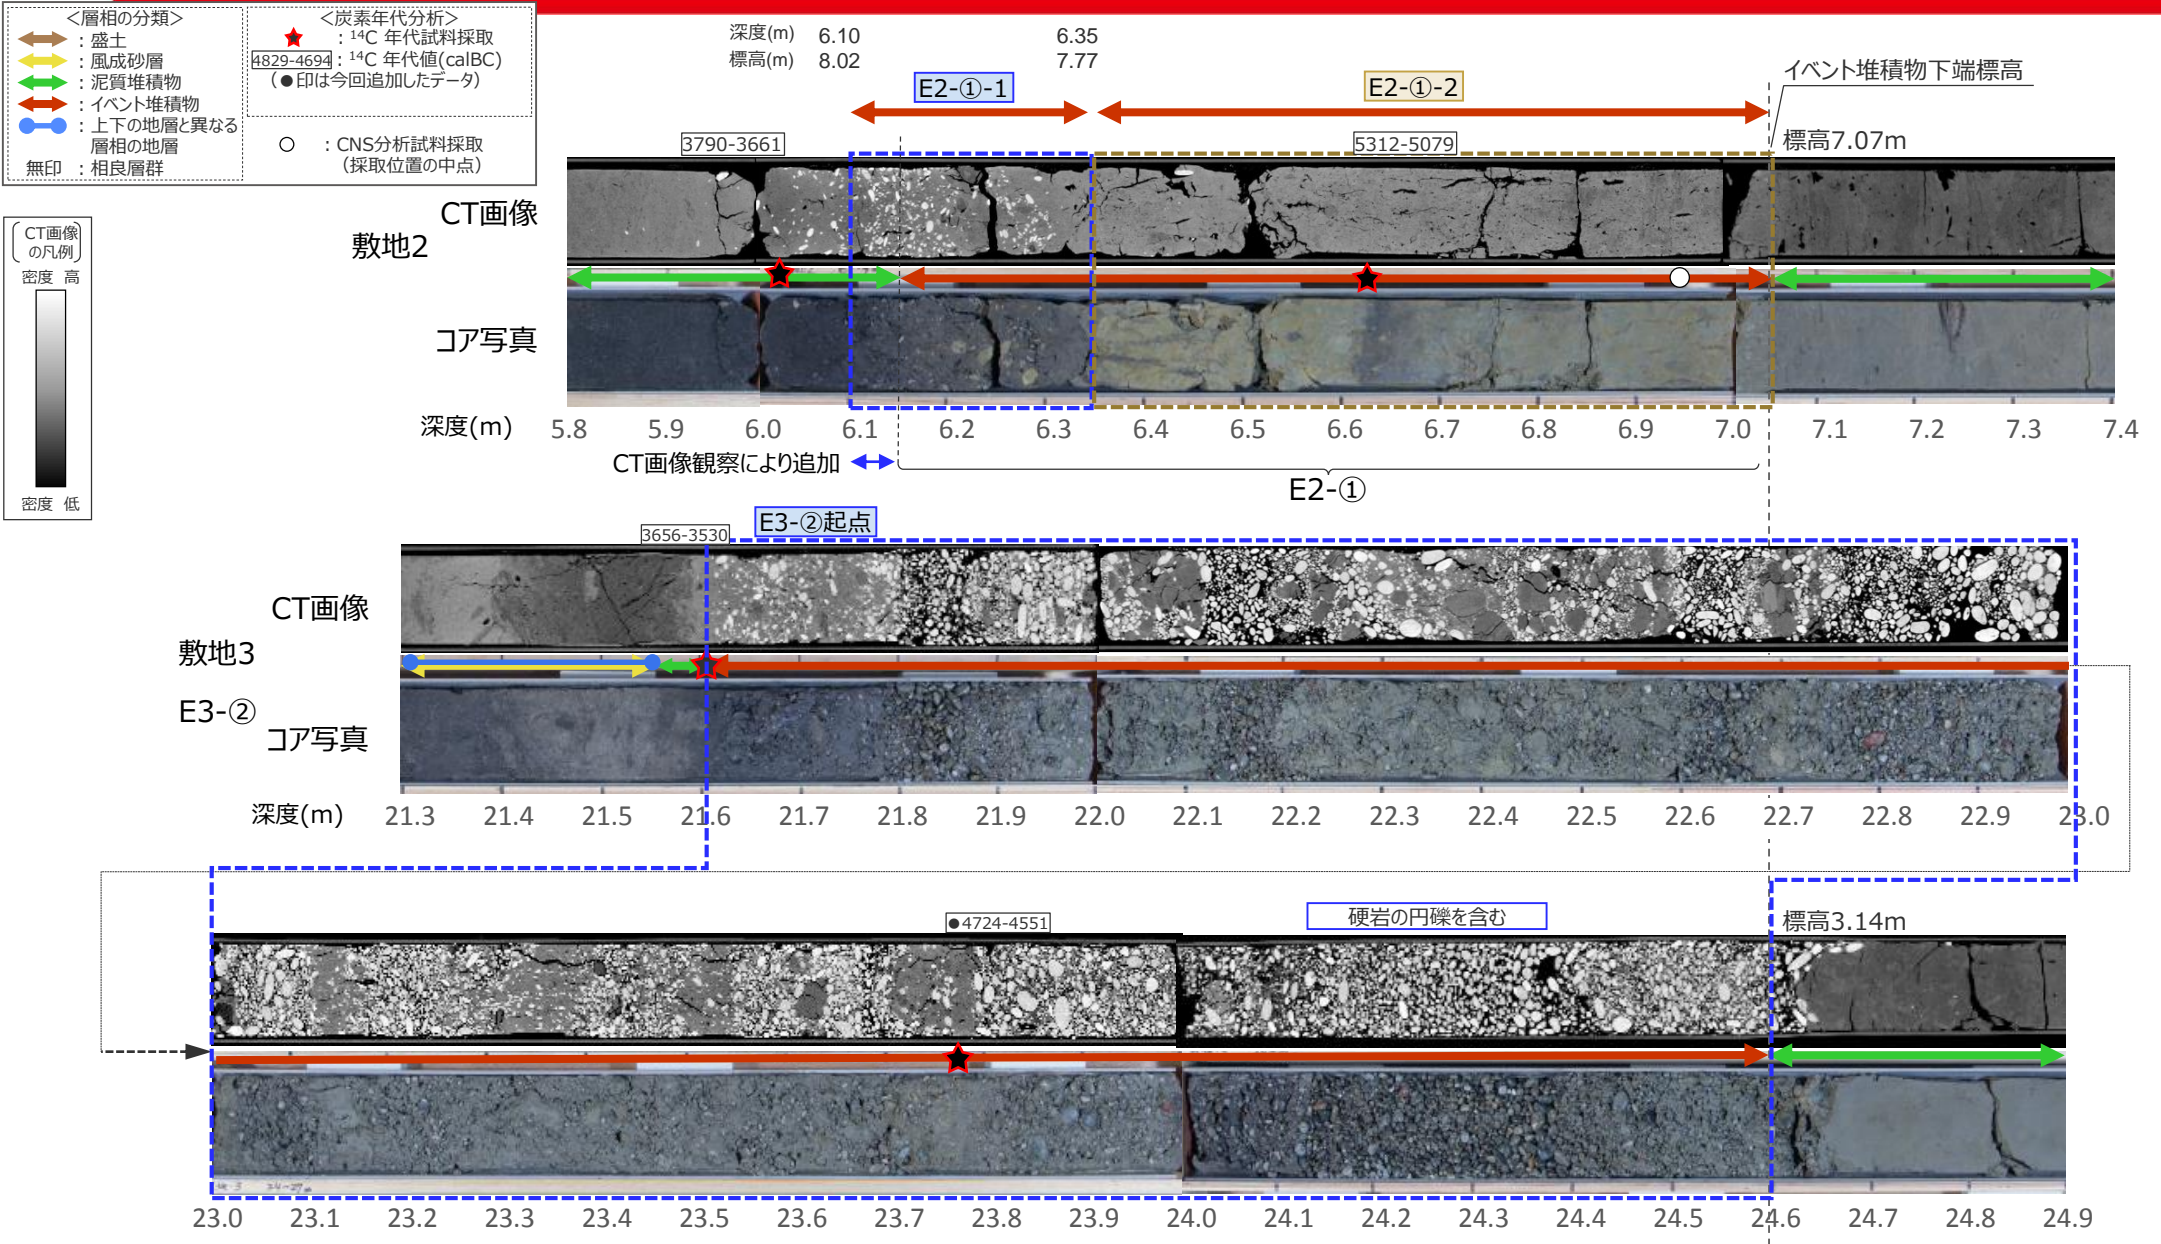 <層相の分類>
: 盛土
: 風成砂層
: 泥質堆積物
: イベント堆積物
: 上下の地層と異なる
層相の地層
無印 : 相良層群
<炭素年代分析>
: ¹⁴C 年代試料採取
4829-4694 : ¹⁴C 年代値(calBC)
(●印は今回追加したデータ)
○ : CNS分析試料採取
(採取位置の中点)
CT画像
の凡例
密度 高
密度 低
深度(m) 6.10 6.35
標高(m) 8.02 7.77
E2-①-1
E2-①-2
イベント堆積物下端標高
標高7.07m
3790-3661
5312-5079
CT画像
敷地2
コア写真
深度(m) 5.8 5.9 6.0 6.1 6.2 6.3 6.4 6.5 6.6 6.7 6.8 6.9 7.0 7.1 7.2 7.3 7.4
CT画像観察により追加
E2-①
3656-3530
E3-②起点
CT画像
敷地3
E3-②
コア写真
深度(m) 21.3 21.4 21.5 21.6 21.7 21.8 21.9 22.0 22.1 22.2 22.3 22.4 22.5 22.6 22.7 22.8 22.9 23.0
●4724-4551
硬岩の円礫を含む
標高3.14m
23.0 23.1 23.2 23.3 23.4 23.5 23.6 23.7 23.8 23.9 24.0 24.1 24.2 24.3 24.4 24.5 24.6 24.7 24.8 24.9